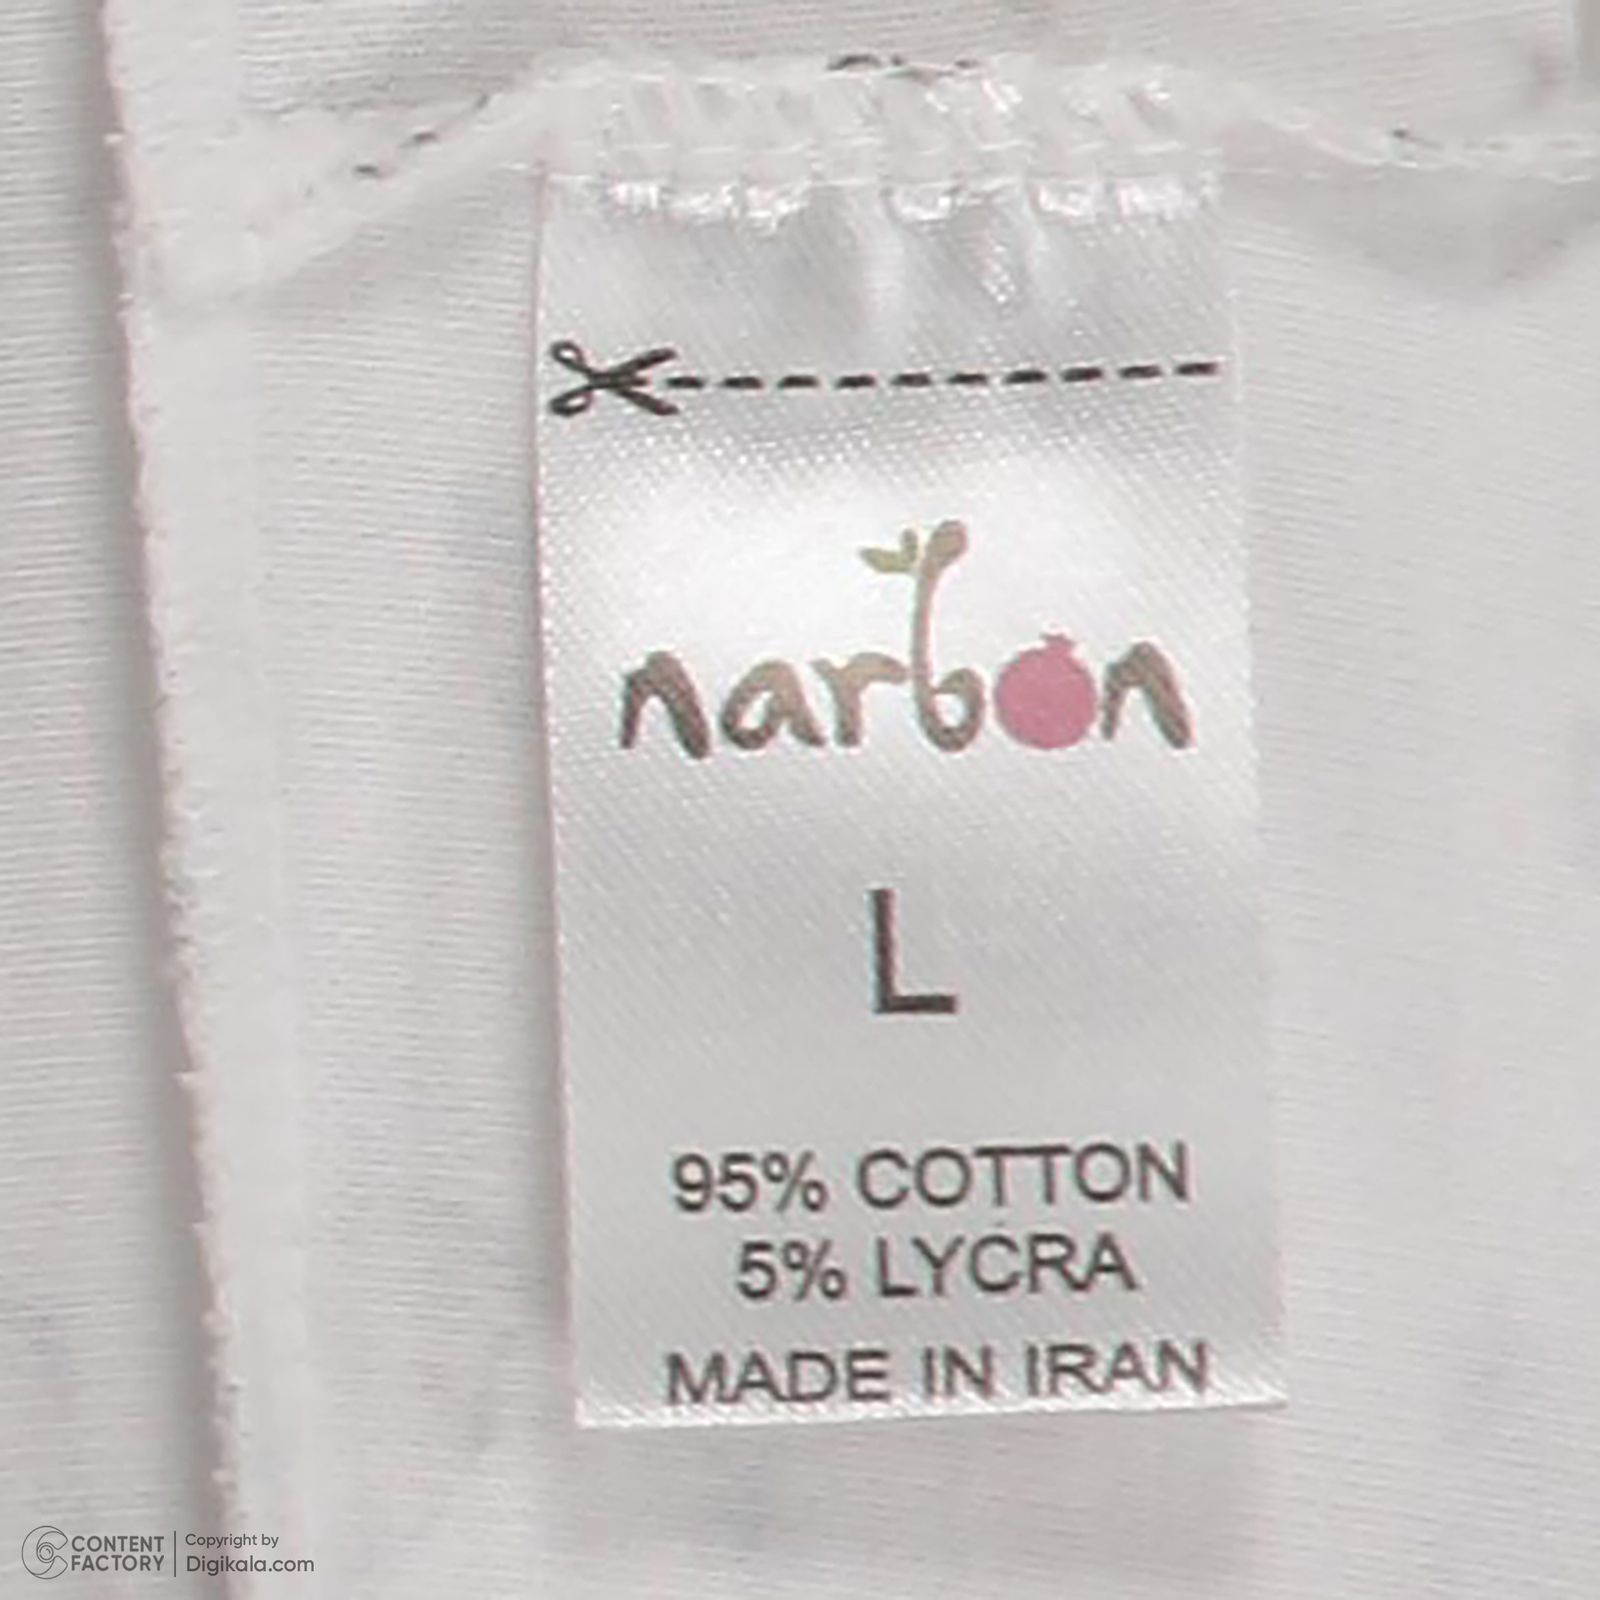 narbon
L
95% COTTON
5% LYCRA
MADE IN IRAN
CONTENT
FACTORY
Copyright by
Digikala.com